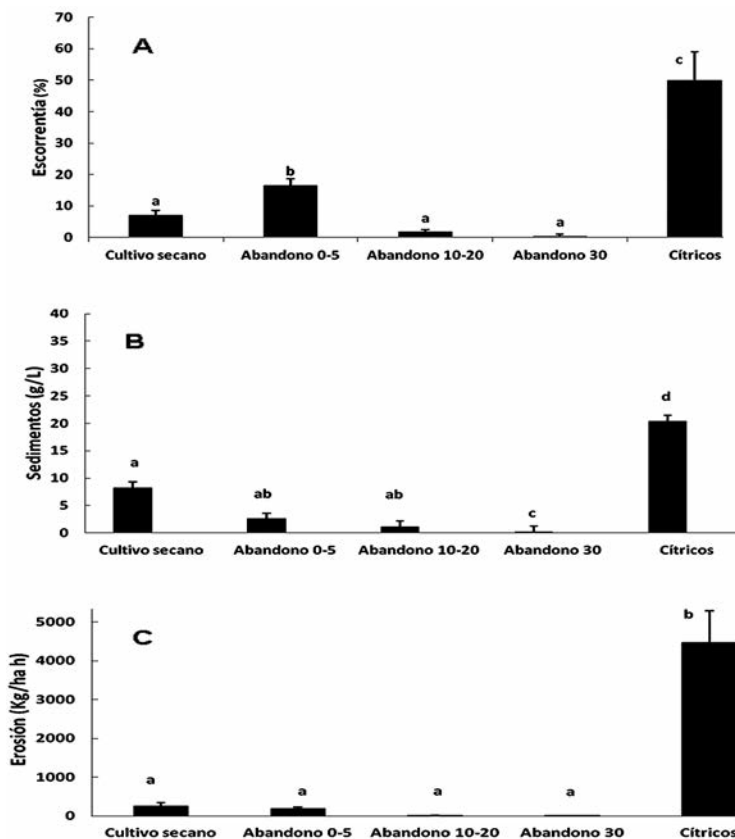 A
Escorrentía (%)
70
60
50
40
30
20
10
0
a
b
a
a
c
Cultivo secano Abandono 0-5 Abandono 10-20 Abandono 30 Cítricos
B
Sedimentos (g/L)
40
35
30
25
20
15
10
5
0
a
ab
ab
c
d
Cultivo secano Abandono 0-5 Abandono 10-20 Abandono 30 Cítricos
C
Erosión (Kg/ha h)
5000
4000
3000
2000
1000
0
a
a
a
a
b
Cultivo secano Abandono 0-5 Abandono 10-20 Abandono 30 Cítricos